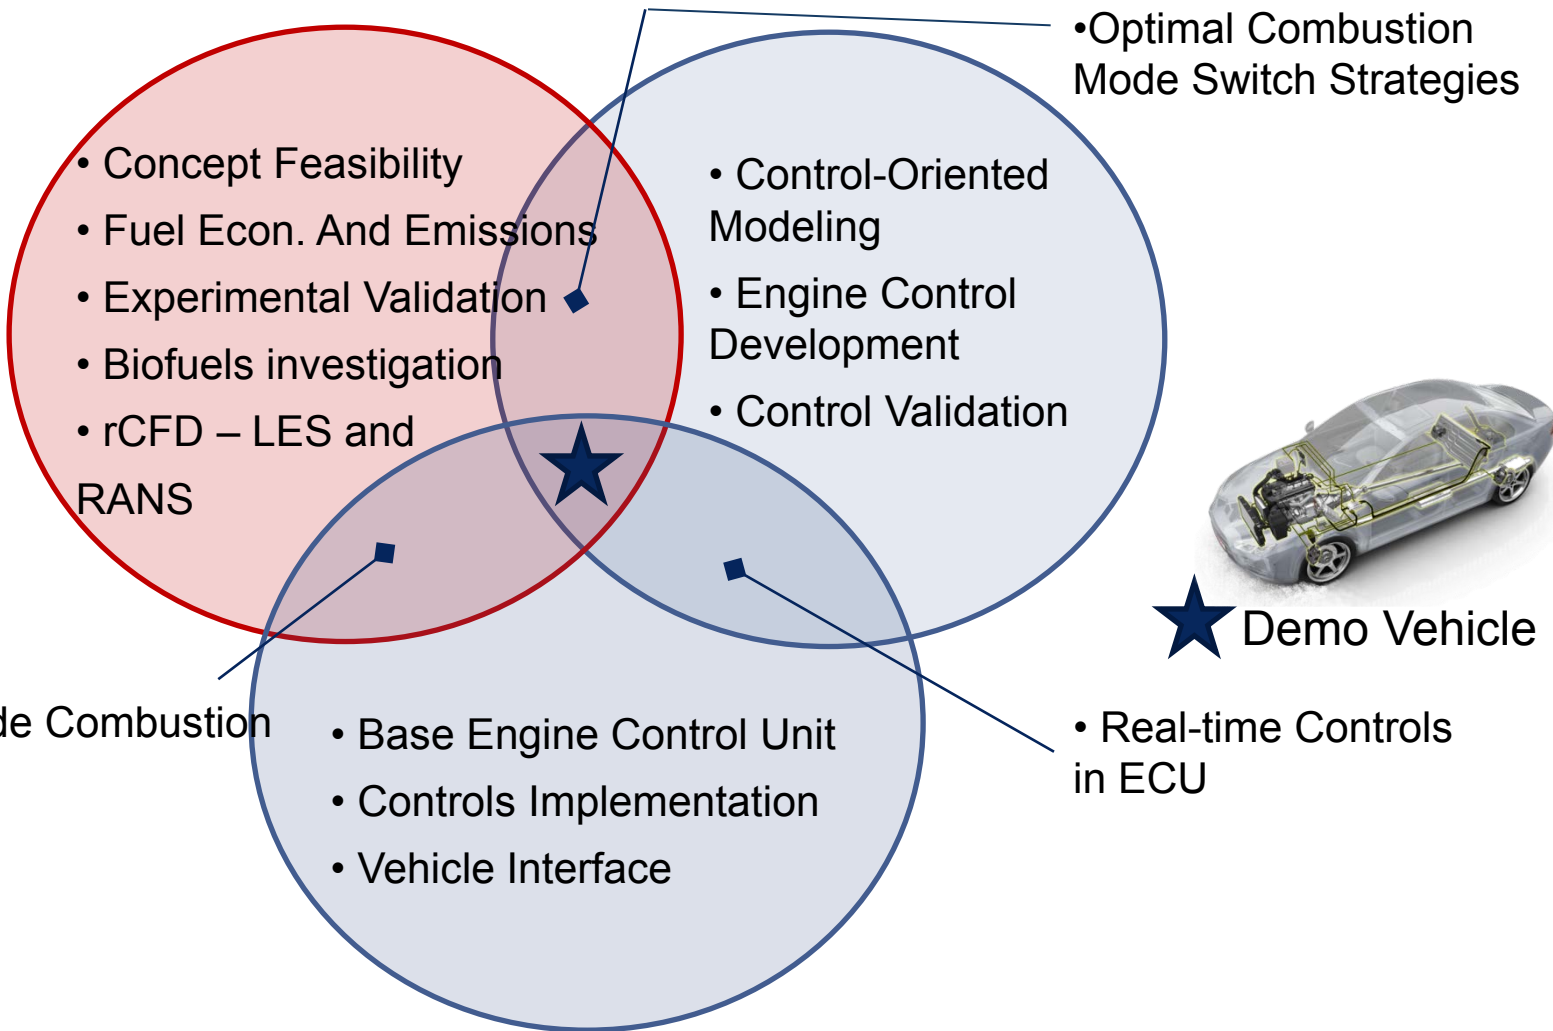 •Optimal Combustion
Mode Switch Strategies
• Concept Feasibility
• Fuel Econ. And Emissions
• Experimental Validation
• Biofuels investigation
• rCFD – LES and
RANS
• Control-Oriented
Modeling
• Engine Control
Development
• Control Validation
Demo Vehicle
Combustion
• Base Engine Control Unit
• Controls Implementation
• Vehicle Interface
• Real-time Controls
in ECU